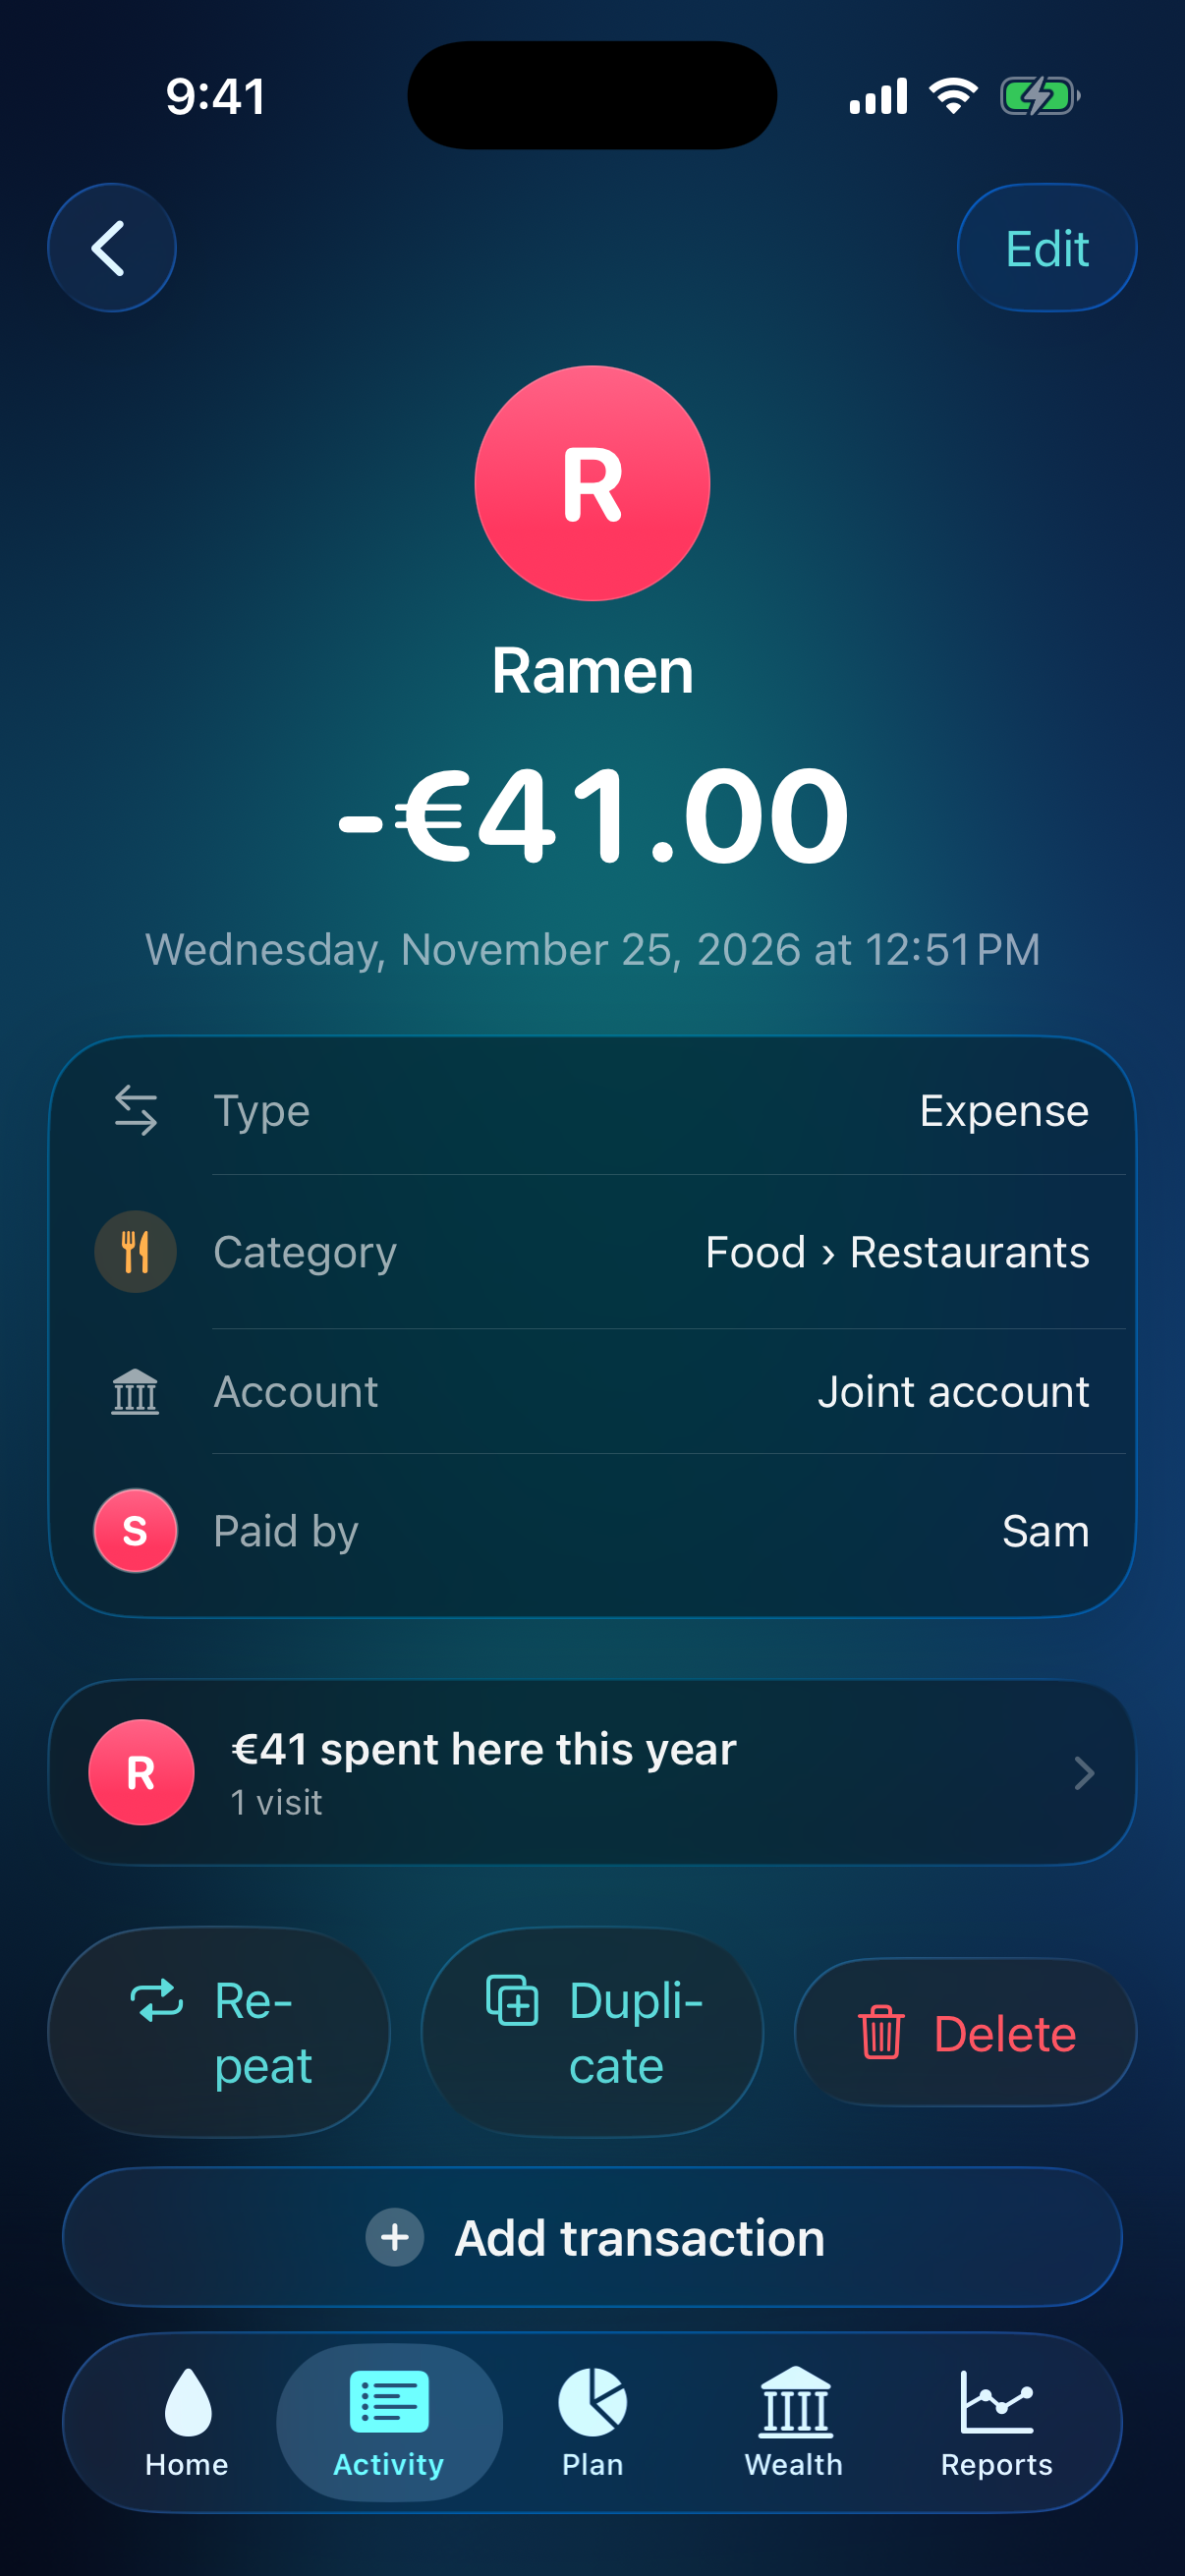 9:41
Edit
R
Ramen
-€41.00
Wednesday, November 25, 2026 at 12:51 PM
Type Expense
Category Food › Restaurants
Account Joint account
S Paid by Sam
R €41 spent here this year
1 visit
Re-
peat
Dupli-
cate
Delete
Add transaction
Home Activity Plan Wealth Reports